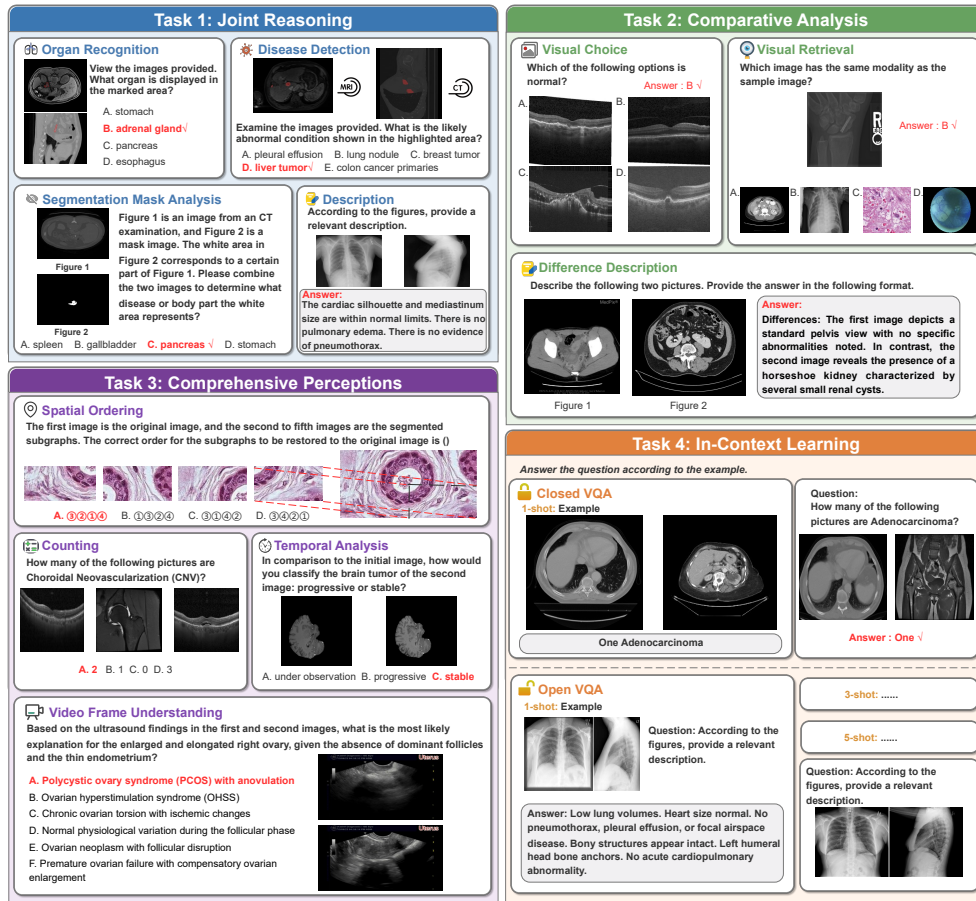 Task 1: Joint Reasoning
Organ Recognition
View the images provided.
What organ is displayed in
the marked area?
A. stomach
B. adrenal gland√
C. pancreas
D. esophagus
Disease Detection
MRI
CT
Examine the images provided. What is the likely
abnormal condition shown in the highlighted area?
A. pleural effusion B. lung nodule C. breast tumor
D. liver tumor√ E. colon cancer primaries
Segmentation Mask Analysis
Figure 1
Figure 2
Figure 1 is an image from an CT
examination, and Figure 2 is a
mask image. The white area in
Figure 2 corresponds to a certain
part of Figure 1. Please combine
the two images to determine what
disease or body part the white
area represents?
A. spleen B. gallbladder C. pancreas √ D. stomach
Description
According to the figures, provide a
relevant description.
Answer:
The cardiac silhouette and mediastinum
size are within normal limits. There is no
pulmonary edema. There is no evidence
of pneumothorax.
Task 2: Comparative Analysis
Visual Choice
Which of the following options is
normal?
Answer : B √
A.
B.
C.
D.
Visual Retrieval
Which image has the same modality as the
sample image?
Answer : B √
A.
B.
C.
D.
Difference Description
Describe the following two pictures. Provide the answer in the following format.
Figure 1
Figure 2
Answer:
Differences: The first image depicts a
standard pelvis view with no specific
abnormalities noted. In contrast, the
second image reveals the presence of a
horseshoe kidney characterized by
several small renal cysts.
Task 3: Comprehensive Perceptions
Spatial Ordering
The first image is the original image, and the second to fifth images are the segmented
subgraphs. The correct order for the subgraphs to be restored to the original image is ()
A. ③②①④ B. ①③②④ C. ③①④② D. ③④②①
Counting
How many of the following pictures are
Choroidal Neovascularization (CNV)?
A. 2 B. 1 C. 0 D. 3
Temporal Analysis
In comparison to the initial image, how would
you classify the brain tumor of the second
image: progressive or stable?
A. under observation B. progressive C. stable
Video Frame Understanding
Based on the ultrasound findings in the first and second images, what is the most likely
explanation for the enlarged and elongated right ovary, given the absence of dominant follicles
and the thin endometrium?
A. Polycystic ovary syndrome (PCOS) with anovulation
B. Ovarian hyperstimulation syndrome (OHSS)
C. Chronic ovarian torsion with ischemic changes
D. Normal physiological variation during the follicular phase
E. Ovarian neoplasm with follicular disruption
F. Premature ovarian failure with compensatory ovarian
enlargement
Uterus
Uterus
Task 4: In-Context Learning
Answer the question according to the example.
Closed VQA
1-shot: Example
One Adenocarcinoma
Question:
How many of the following
pictures are Adenocarcinoma?
Answer : One √
Open VQA
1-shot: Example
Question: According to the
figures, provide a relevant
description.
Answer: Low lung volumes. Heart size normal. No
pneumothorax, pleural effusion, or focal airspace
disease. Bony structures appear intact. Left humeral
head bone anchors. No acute cardiopulmonary
abnormality.
3-shot: ......
5-shot: ......
Question: According to the
figures, provide a relevant
description.